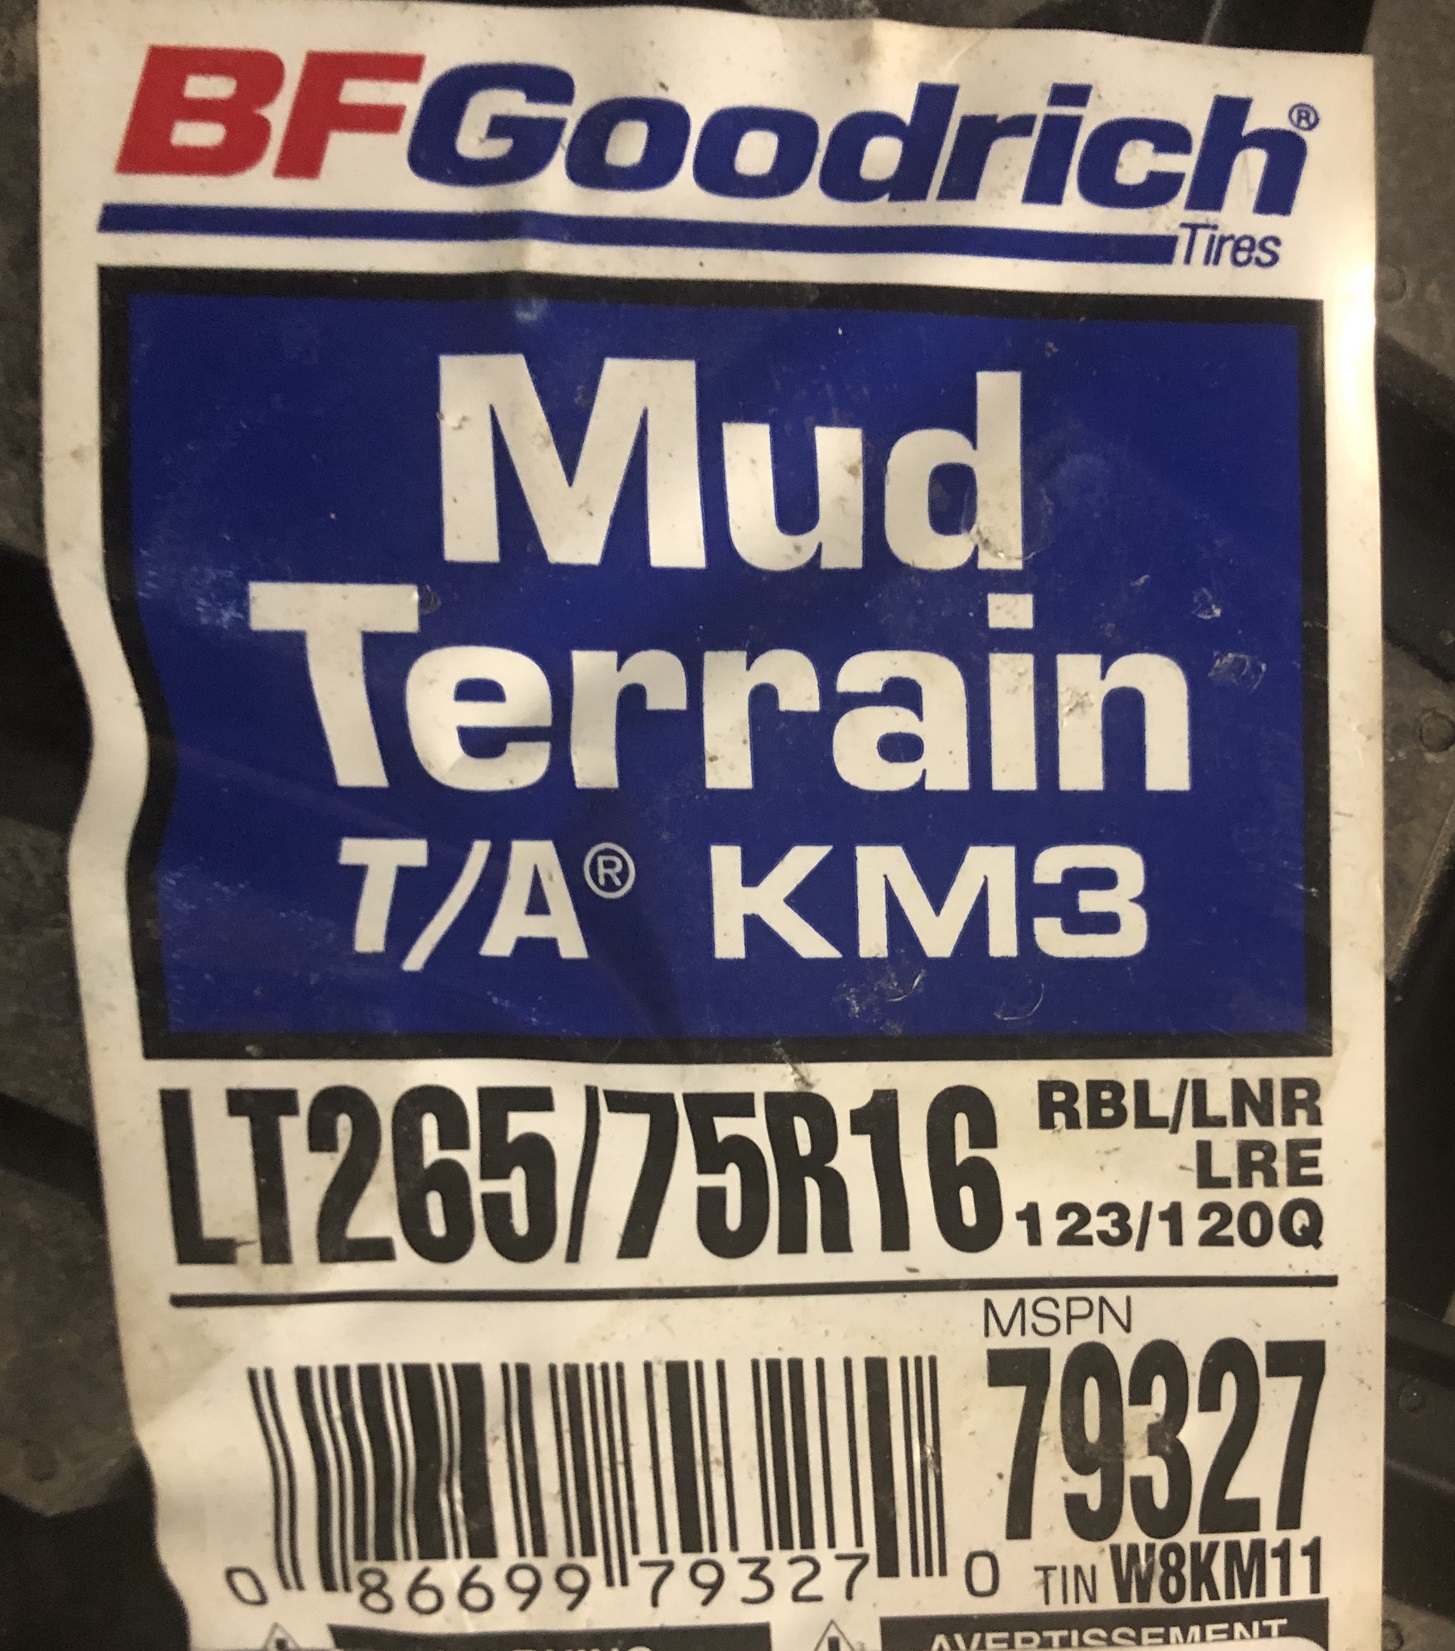 BFGoodrich®
Tires
Mud
Terrain
T/A® KM3
LT265/75R16
RBL/LNR
LRE
123/120Q
MSPN
79327
0 86699 79327 0
TIN W8KM11
AVERTISSEMENT